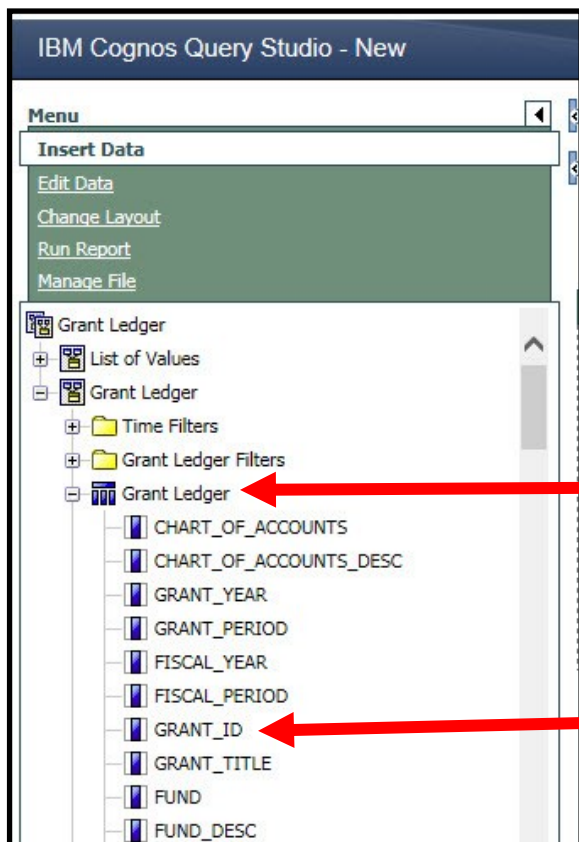 IBM Cognos Query Studio - New
Menu
Insert Data
Edit Data
Change Layout
Run Report
Manage File
Grant Ledger
List of Values
Grant Ledger
Time Filters
Grant Ledger Filters
Grant Ledger
CHART_OF_ACCOUNTS
CHART_OF_ACCOUNTS_DESC
GRANT_YEAR
GRANT_PERIOD
FISCAL_YEAR
FISCAL_PERIOD
GRANT_ID
GRANT_TITLE
FUND
FUND_DESC